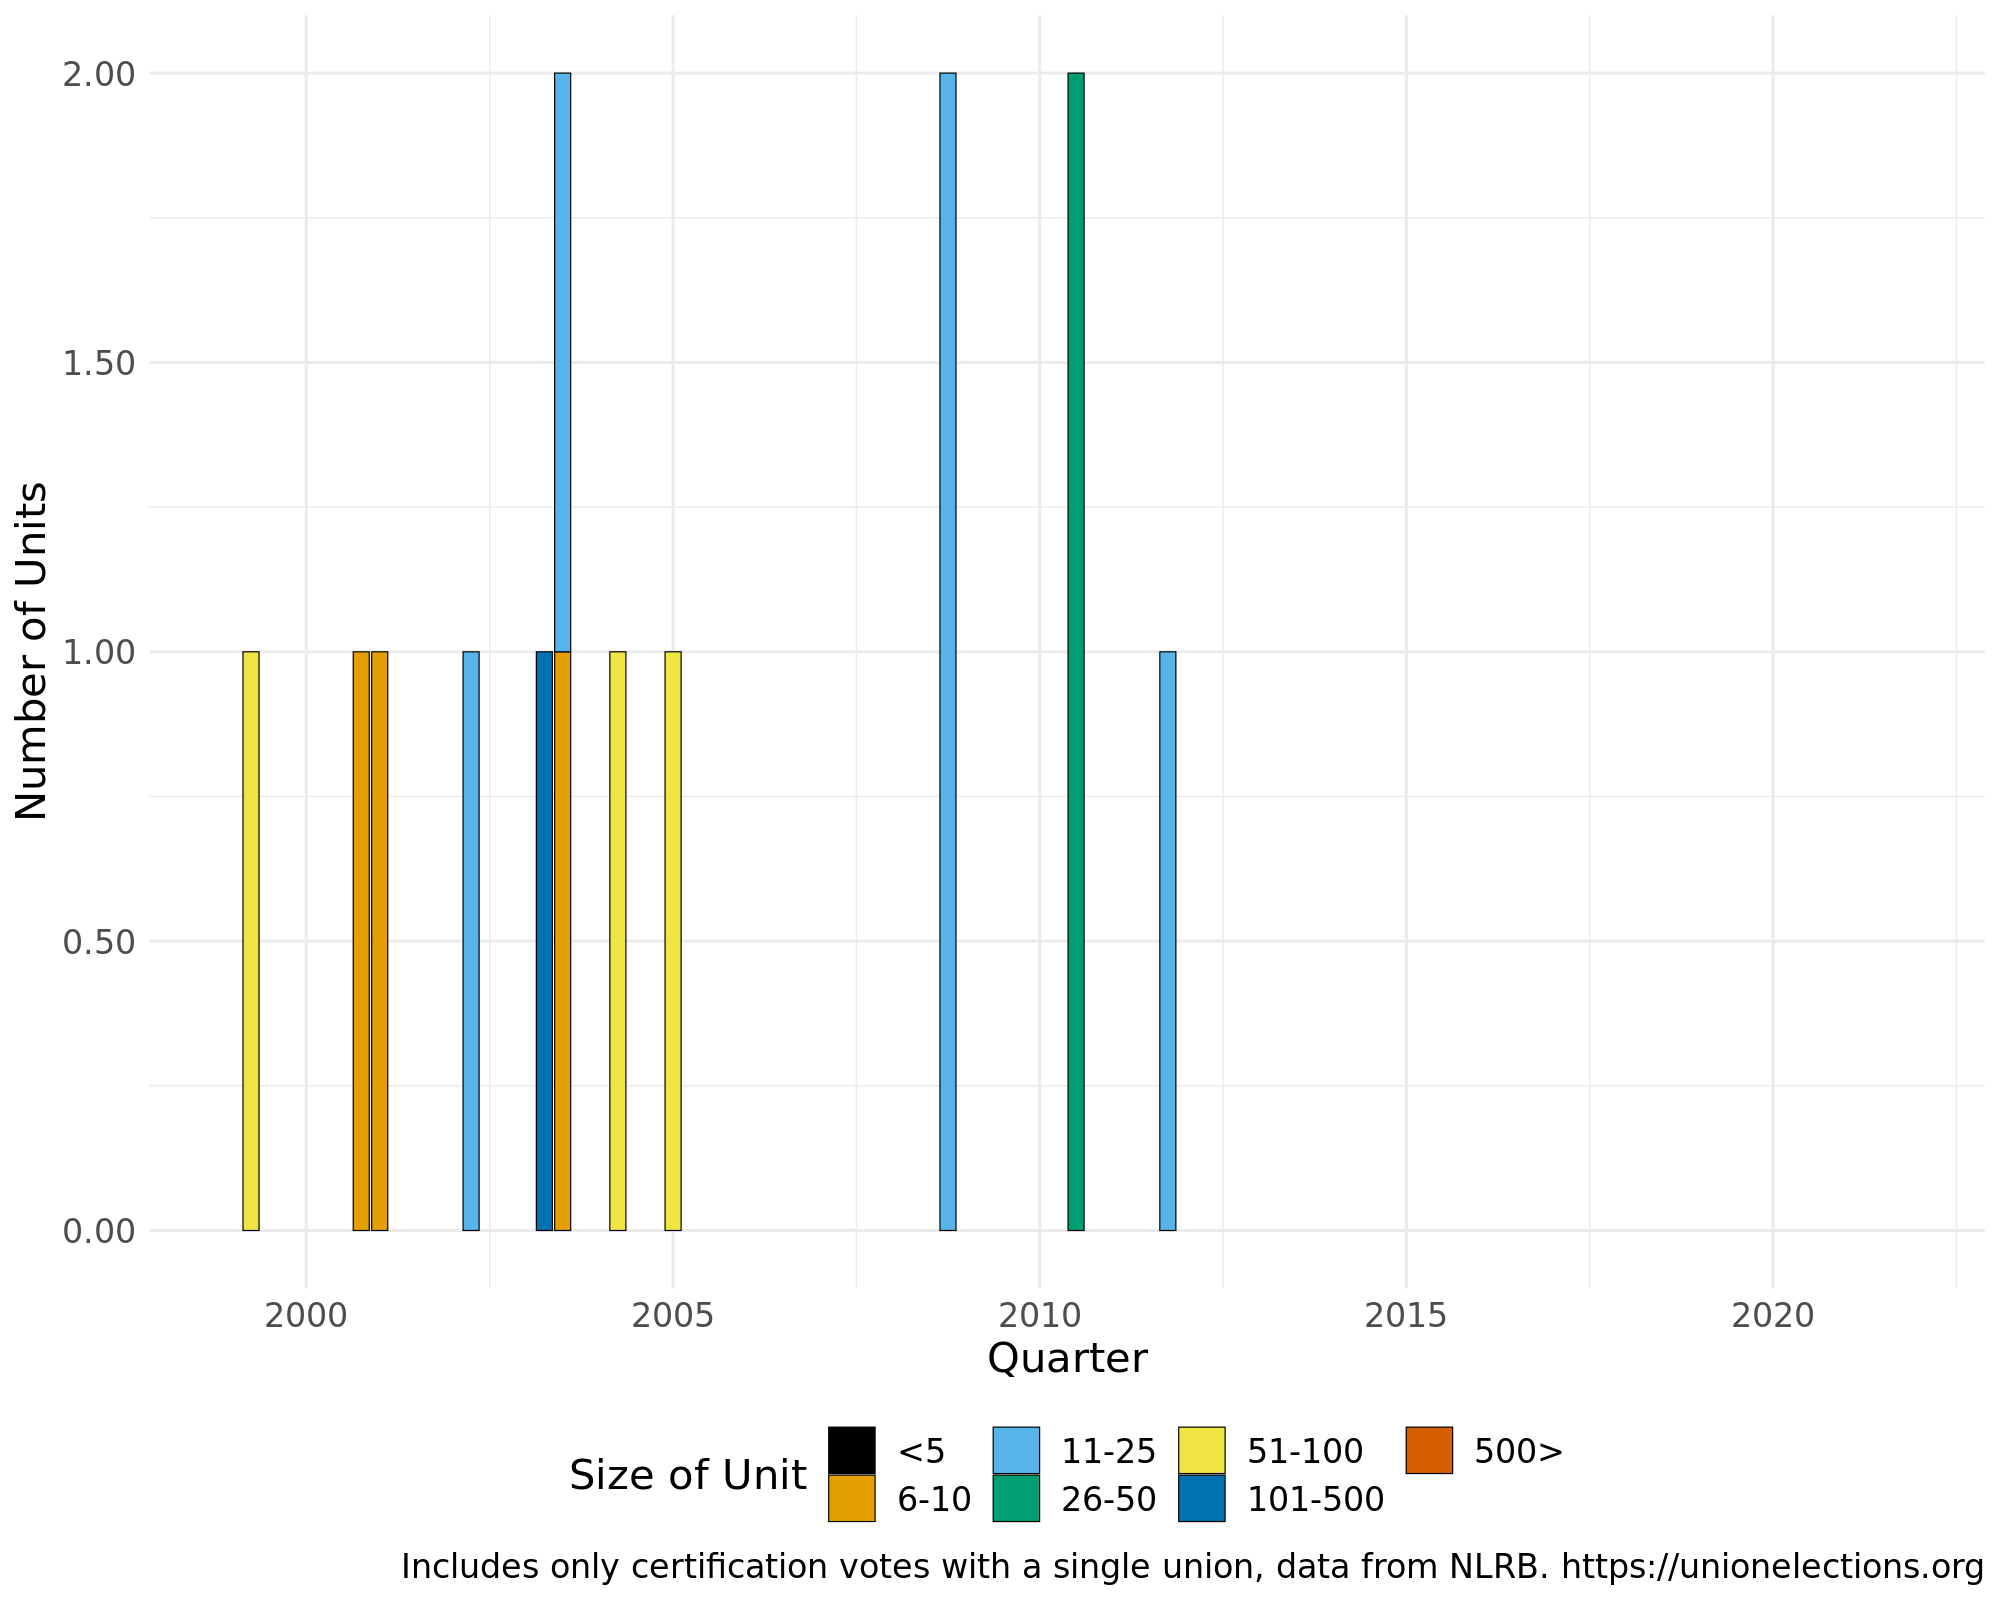 2.00
1.50
1.00
0.50
0.00
Number of Units
2000 2005 2010 2015 2020
Quarter
Size of Unit
<5 11-25 51-100 500>
6-10 26-50 101-500
Includes only certification votes with a single union, data from NLRB. https://unionelections.org